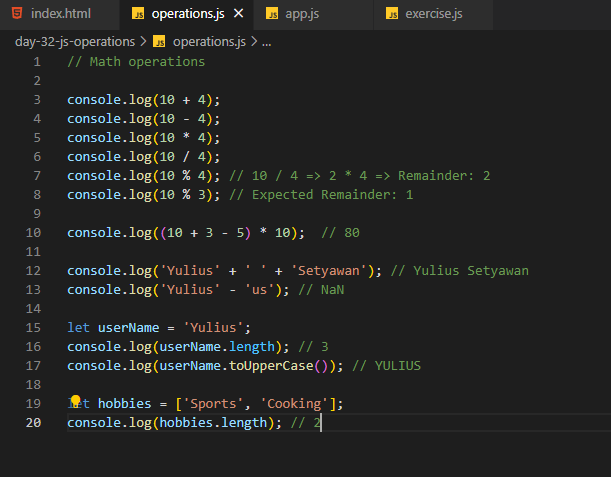 index.html operations.js app.js exercise.js
day-32-js-operations > operations.js > ...
1 // Math operations
2
3 console.log(10 + 4);
4 console.log(10 - 4);
5 console.log(10 * 4);
6 console.log(10 / 4);
7 console.log(10 % 4); // 10 / 4 => 2 * 4 => Remainder: 2
8 console.log(10 % 3); // Expected Remainder: 1
9
10 console.log((10 + 3 - 5) * 10);  // 80
11
12 console.log('Yulius' + ' ' + 'Setyawan'); // Yulius Setyawan
13 console.log('Yulius' - 'us'); // NaN
14
15 let userName = 'Yulius';
16 console.log(userName.length); // 3
17 console.log(userName.toUpperCase()); // YULIUS
18
19 let hobbies = ['Sports', 'Cooking'];
20 console.log(hobbies.length); // 2